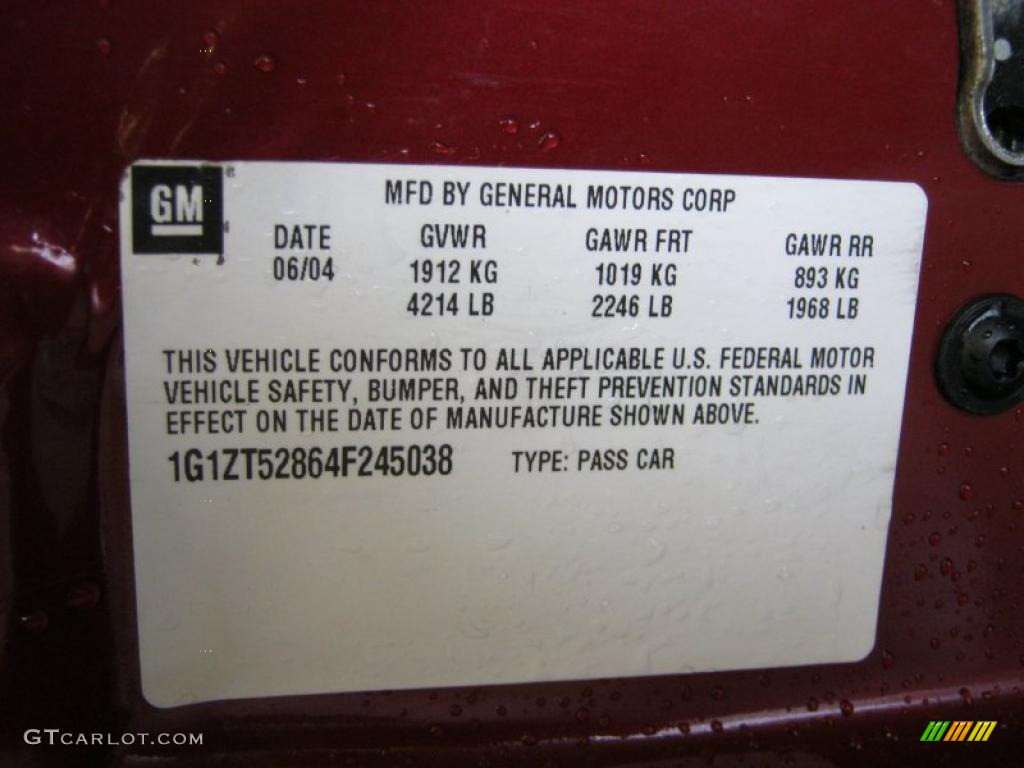 GM
MFD BY GENERAL MOTORS CORP
DATE GVWR GAWR FRT GAWR RR
06/04 1912 KG 1019 KG 893 KG
4214 LB 2246 LB 1968 LB
THIS VEHICLE CONFORMS TO ALL APPLICABLE U.S. FEDERAL MOTOR
VEHICLE SAFETY, BUMPER, AND THEFT PREVENTION STANDARDS IN
EFFECT ON THE DATE OF MANUFACTURE SHOWN ABOVE.
1G1ZT52864F245038 TYPE: PASS CAR
GTCARLOT.COM